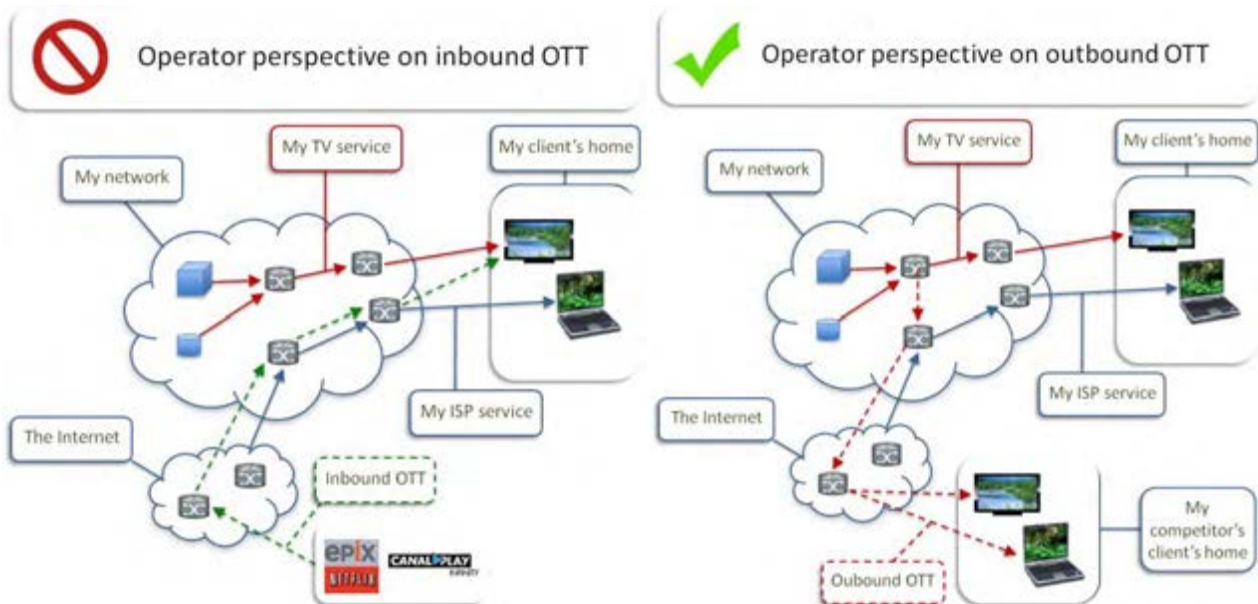 Operator perspective on inbound OTT
My TV service
My client's home
My network
My ISP service
The Internet
Inbound OTT
epix
NETFLIX
CANALPLAY
INFINITY
Operator perspective on outbound OTT
My TV service
My client's home
My network
My ISP service
The Internet
My
competitor's
client's home
Oubound OTT